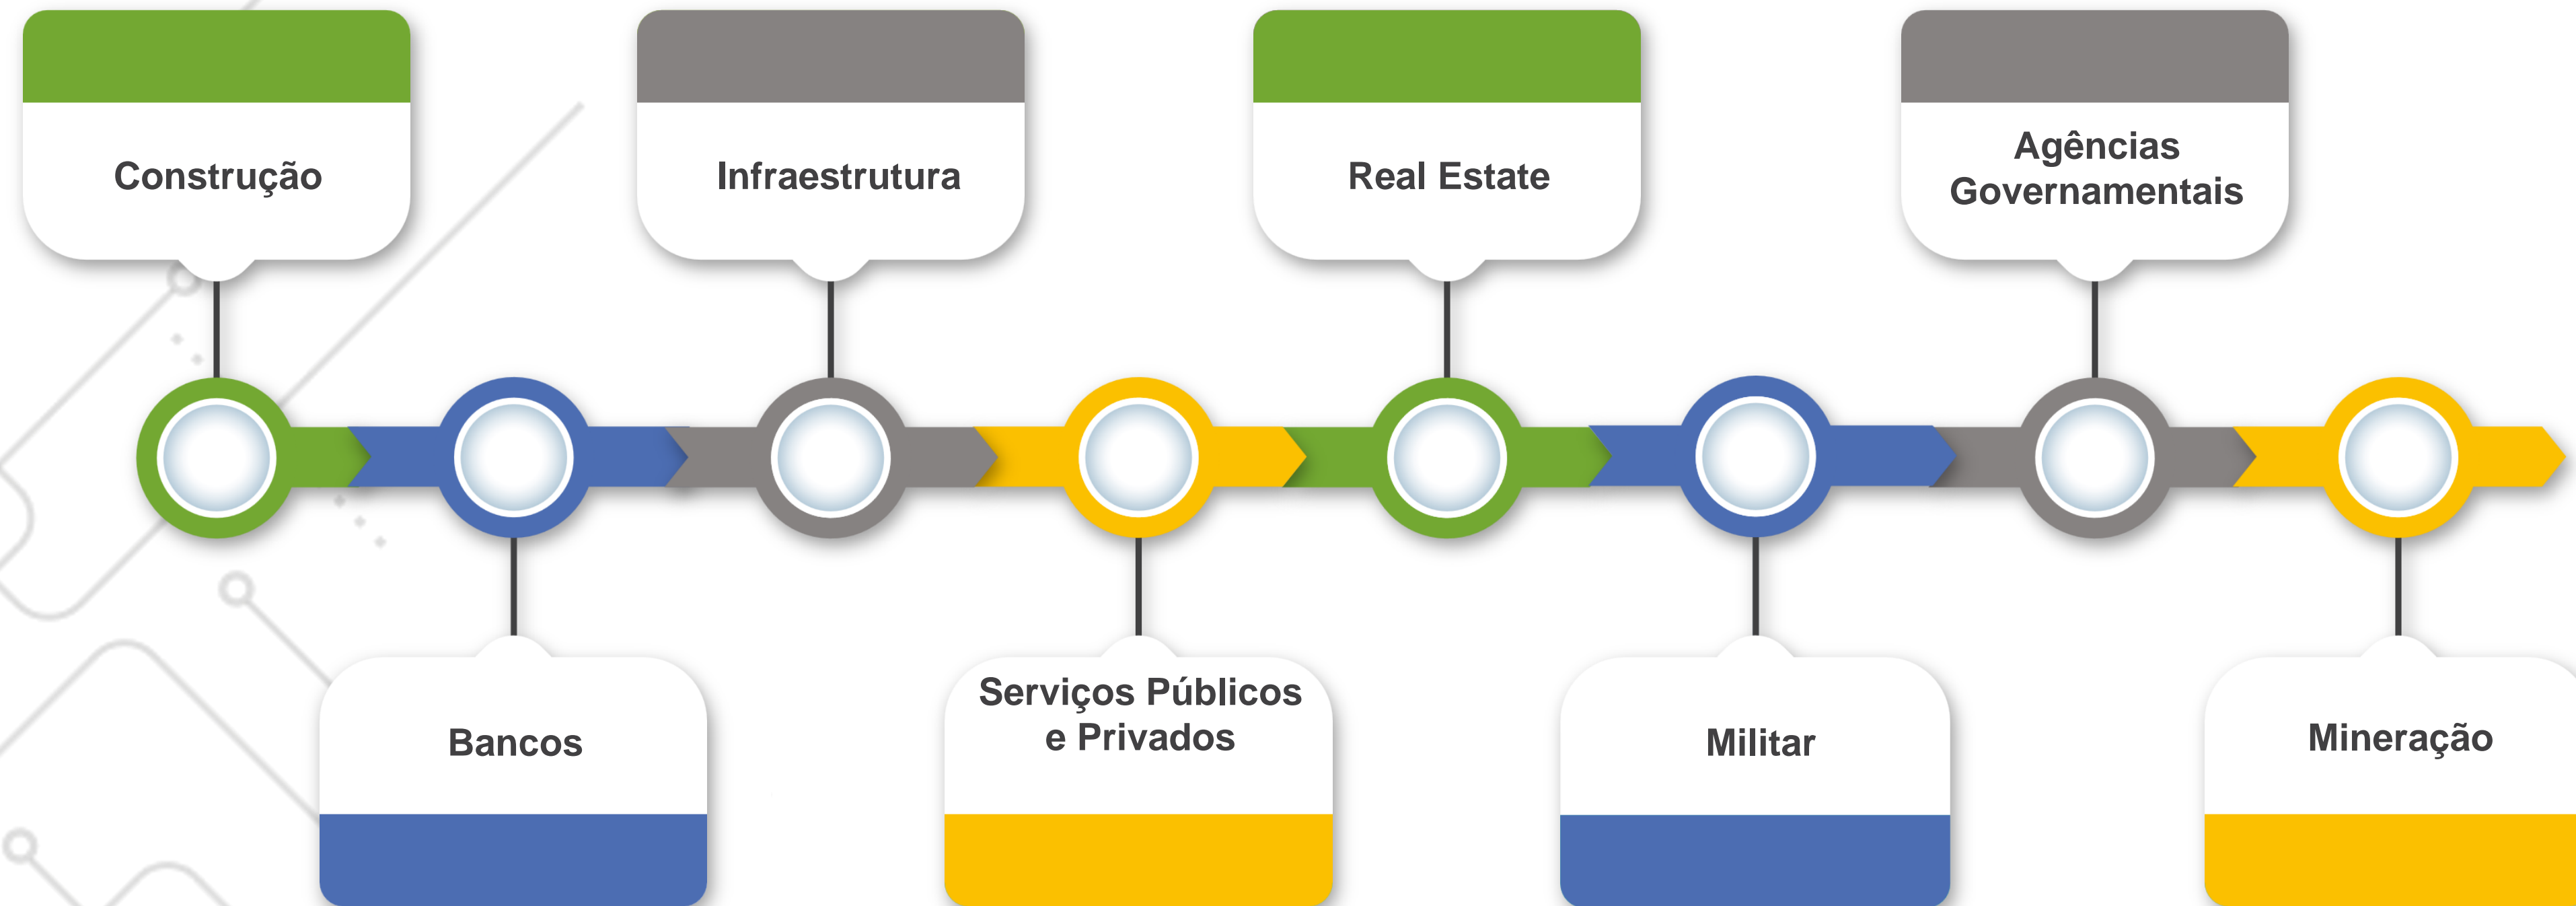 Construção
Infraestrutura
Real Estate
Agências
Governamentais
Bancos
Serviços Públicos
e Privados
Militar
Mineração